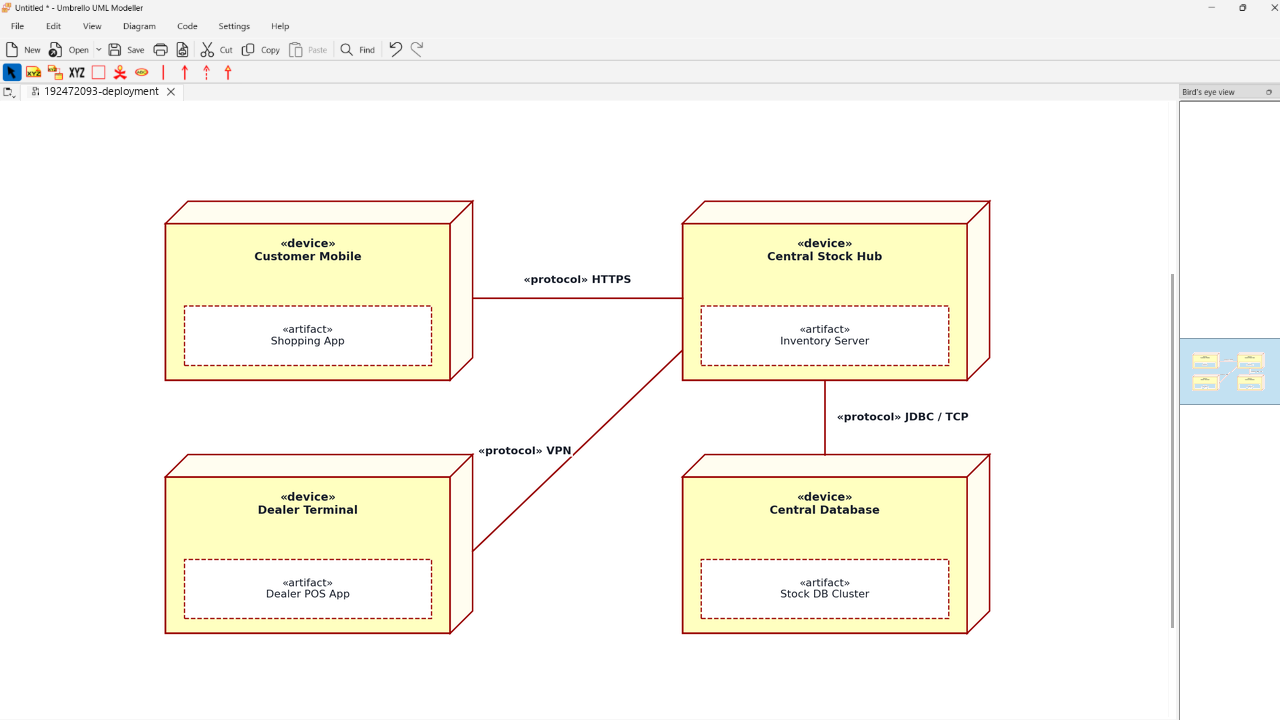 Untitled * - Umbrello UML Modeller
File Edit View Diagram Code Settings Help
New Open Save Cut Copy Paste Find
XYZ XYZ
192472093-deployment
Bird's eye view
«device»
Customer Mobile
«artifact»
Shopping App
«protocol» HTTPS
«device»
Central Stock Hub
«artifact»
Inventory Server
«protocol» JDBC / TCP
«protocol» VPN
«device»
Dealer Terminal
«artifact»
Dealer POS App
«device»
Central Database
«artifact»
Stock DB Cluster